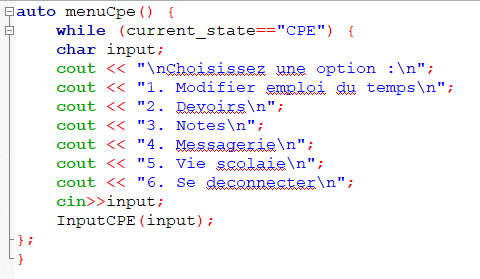 auto menuCpe() {
while (current_state=="CPE") {
char input;
cout << "\nChoisissez une option :\n";
cout << "1. Modifier emploi du temps\n";
cout << "2. Devoirs\n";
cout << "3. Notes\n";
cout << "4. Messagerie\n";
cout << "5. Vie scolaie\n";
cout << "6. Se deconnecter\n";
cin>>input;
InputCPE(input);
};
}